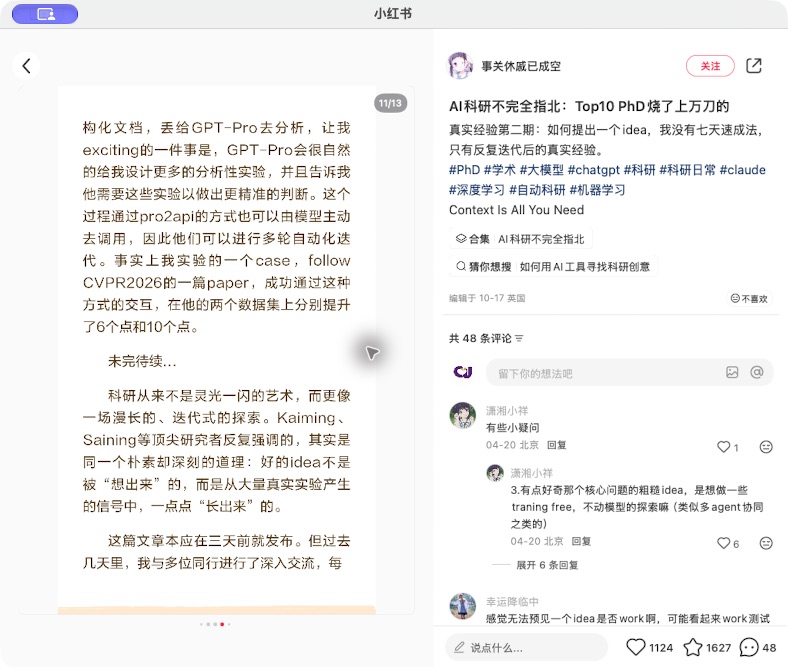 小红书
11/13
构化文档，丢给GPT-Pro去分析，让我
exciting的一件事是，GPT-Pro会很自然
的给我设计更多的分析性实验，并且告诉我
他需要这些实验以做出更精准的判断。这个
过程通过pro2api的方式也可以由模型主动
去调用，因此他们可以进行多轮自动化迭
代。事实上我实验的一个case，follow
CVPR2026的一篇paper，成功通过这种
方式的交互，在他的两个数据集上分别提升
了6个点和10个点。
未完待续...
科研从来不是灵光一闪的艺术，而更像
一场漫长的、迭代式的探索。Kaiming、
Saining等顶尖研究者反复强调的，其实是
同一个朴素却深刻的道理：好的idea不是
被“想出来”的，而是从大量真实实验产生
的信号中，一点点“长出来”的。
这篇文章本应在三天前就发布。但过去
几天里，我与多位同行进行了深入交流，每
事关休戚已成空
关注
AI科研不完全指北：Top10 PhD烧了上万刀的
真实经验第二期：如何提出一个idea，我没有七天速成法，
只有反复迭代后的真实经验。
#PhD #学术 #大模型 #chatgpt #科研 #科研日常 #claude
#深度学习 #自动科研 #机器学习
Context Is All You Need
合集 AI科研不完全指北
猜你想搜 如何用AI工具寻找科研创意
编辑于 10-17 英国
不喜欢
共 48 条评论
CJ
留下你的想法吧
潇湘小祥
有些小疑问
04-20 北京 回复
1
潇湘小祥
3.有点好奇那个核心问题的粗糙idea，是想做一些
traning free，不动模型的探索嘛（类似多agent协同
之类的）
04-20 北京 回复
6
展开 6 条回复
幸运降临中
感觉无法预见一个idea是否work啊，可能看起来work测试
说点什么...
1124
1627
48